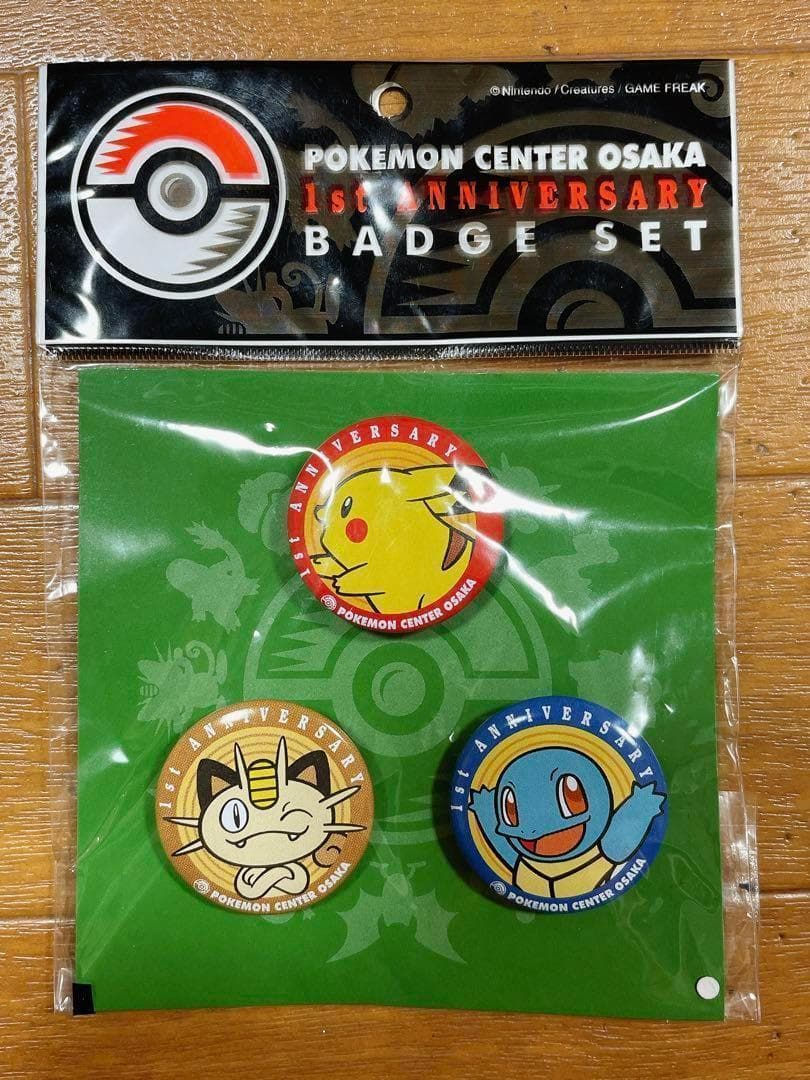 ©Nintendo / Creatures / GAME FREAK
POKEMON CENTER OSAKA
1st ANNIVERSARY
BADGE SET
1st ANNIVERSARY
POKEMON CENTER OSAKA
1st ANNIVERSARY
POKEMON CENTER OSAKA
1st ANNIVERSARY
POKEMON CENTER OSAKA